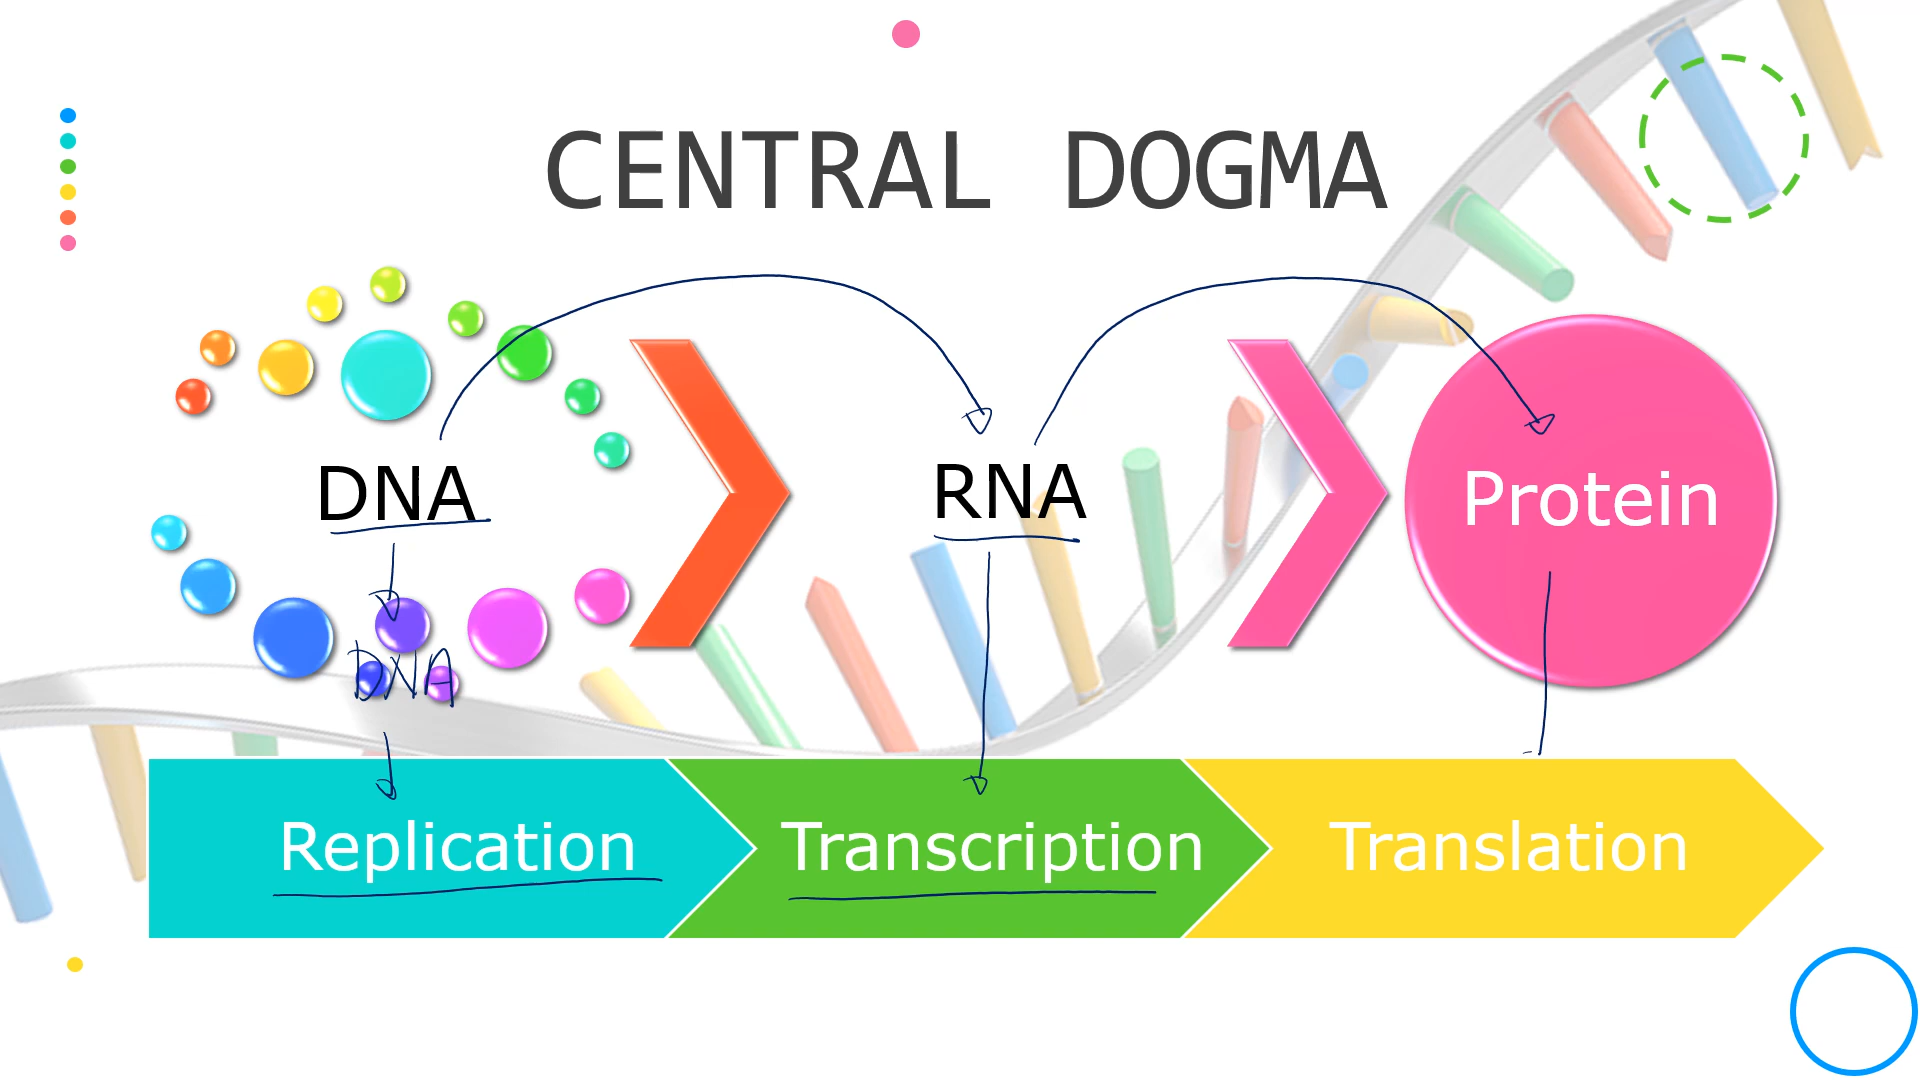 CENTRAL DOGMA
DNA
RNA
Protein
DNA
Replication
Transcription
Translation